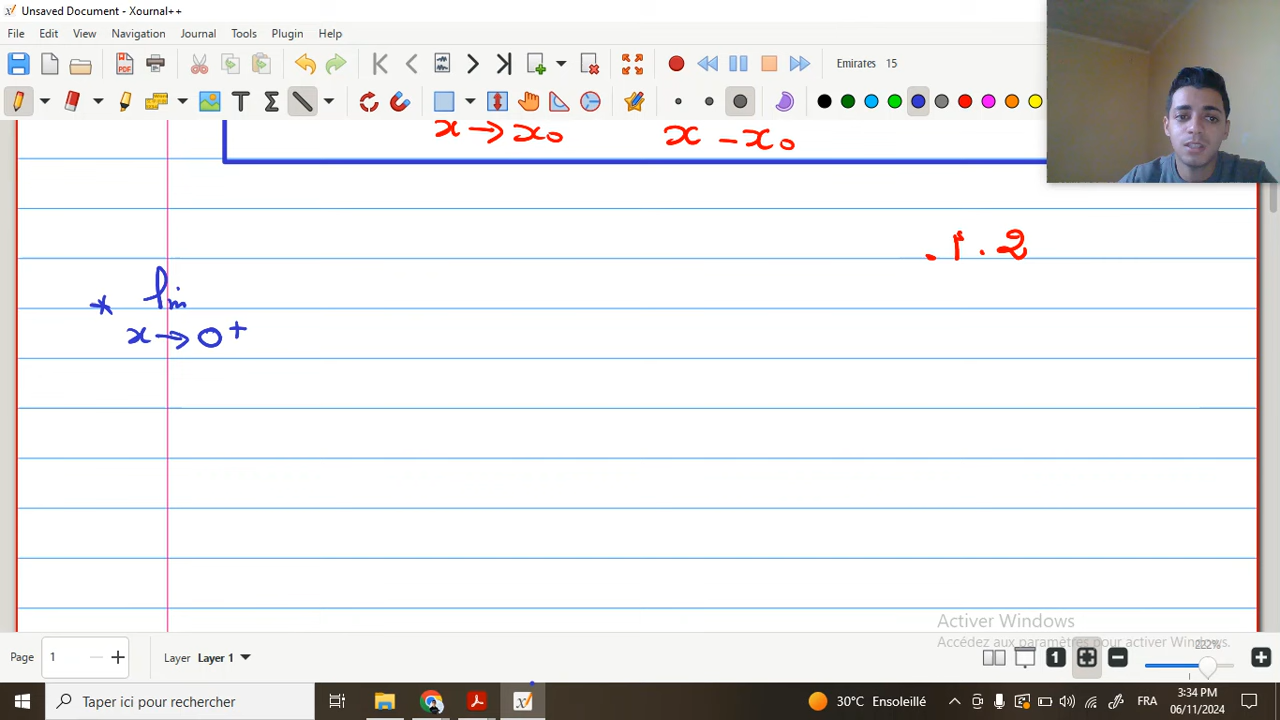 Unsaved Document - Xournal++
File Edit View Navigation Journal Tools Plugin Help
Emirates 15
x → x₀ x - x₀
. 1 . 2
* lim
x → 0⁺
Activer Windows
Accédez aux paramètres pour activer Windows.
Page 1 Layer Layer 1 222%
Taper ici pour rechercher
30°C Ensoleillé
FRA
3:34 PM
06/11/2024